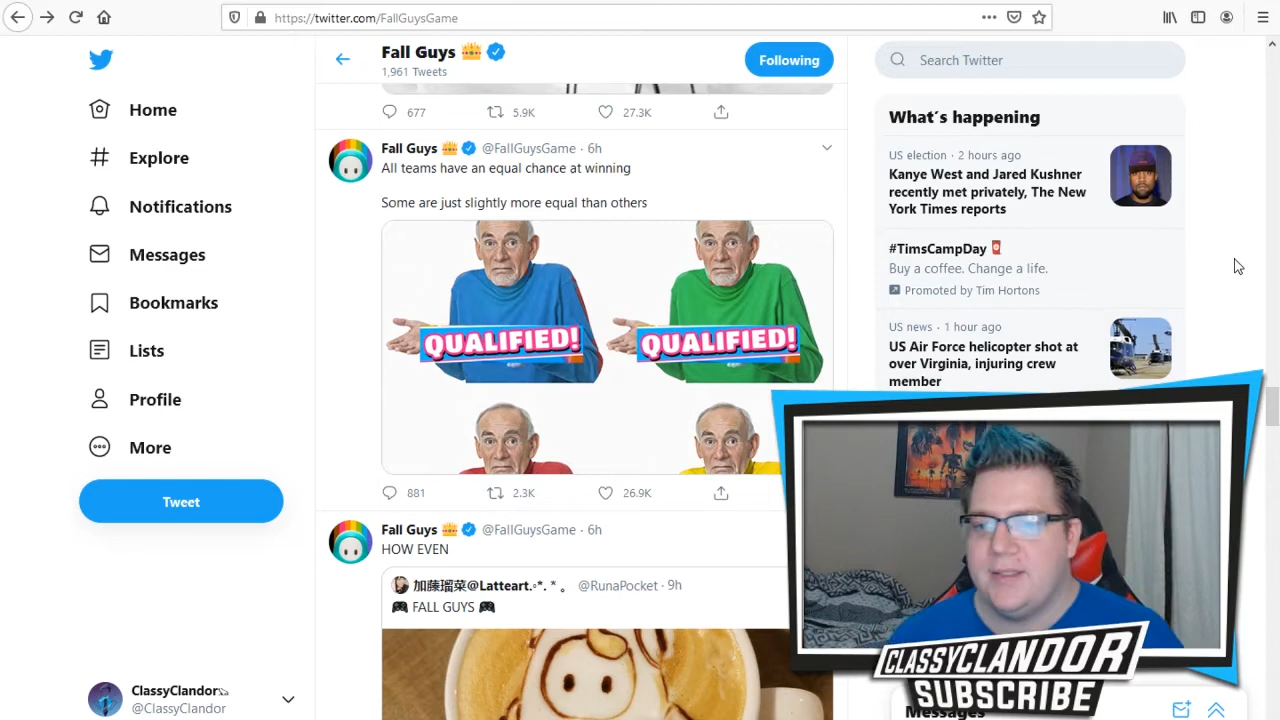 https://twitter.com/FallGuysGame
Fall Guys
1,961 Tweets
Following
Search Twitter
Home
Explore
Notifications
Messages
Bookmarks
Lists
Profile
More
Tweet
ClassyClandor
@ClassyClandor
677
5.9K
27.3K
Fall Guys @FallGuysGame · 6h
All teams have an equal chance at winning
Some are just slightly more equal than others
QUALIFIED!
QUALIFIED!
881
2.3K
26.9K
Fall Guys @FallGuysGame · 6h
HOW EVEN
加藤瑠菜@Latteart.◦*. * 。 @RunaPocket · 9h
🎮 FALL GUYS 🎮
What's happening
US election · 2 hours ago
Kanye West and Jared Kushner
recently met privately, The New
York Times reports
#TimsCampDay
Buy a coffee. Change a life.
Promoted by Tim Hortons
US news · 1 hour ago
US Air Force helicopter shot at
over Virginia, injuring crew
member
CLASSYCLANDOR
SUBSCRIBE
Messages